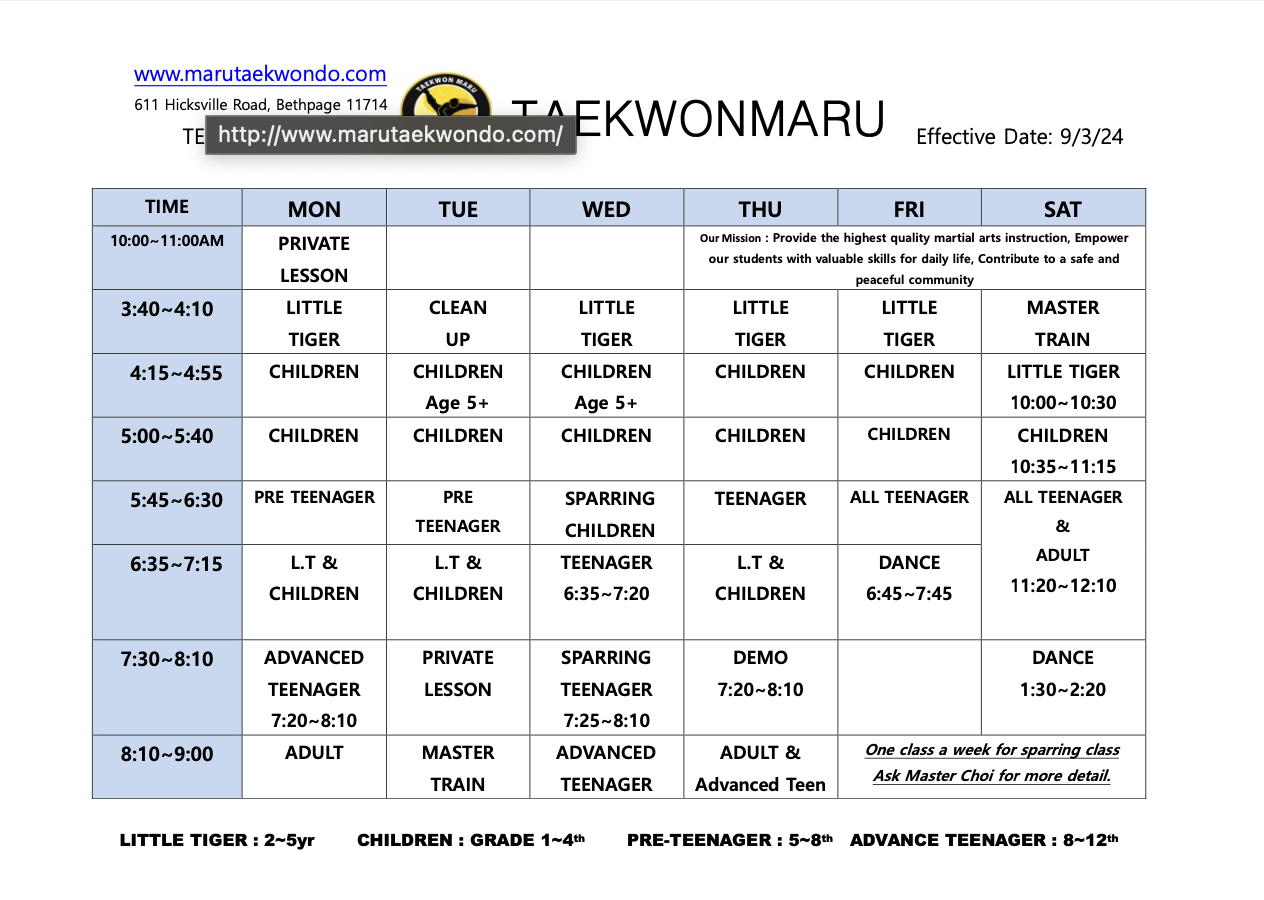 www.marutaekwondo.com
611 Hicksville Road, Bethpage 11714
TAEKWON MARU
TAEKWONMARU
TE
http://www.marutaekwondo.com/
Effective Date: 9/3/24
TIME MON TUE WED THU FRI SAT
10:00~11:00AM PRIVATE LESSON
Our Mission : Provide the highest quality martial arts instruction, Empower
our students with valuable skills for daily life, Contribute to a safe and
peaceful community
3:40~4:10 LITTLE CLEAN LITTLE LITTLE LITTLE MASTER
TIGER UP TIGER TIGER TIGER TRAIN
4:15~4:55 CHILDREN CHILDREN CHILDREN CHILDREN CHILDREN LITTLE TIGER
Age 5+ Age 5+ 10:00~10:30
5:00~5:40 CHILDREN CHILDREN CHILDREN CHILDREN CHILDREN CHILDREN
10:35~11:15
5:45~6:30 PRE TEENAGER PRE SPARRING TEENAGER ALL TEENAGER ALL TEENAGER
TEENAGER CHILDREN &
6:35~7:15 L.T & L.T & TEENAGER L.T & DANCE ADULT
CHILDREN CHILDREN 6:35~7:20 CHILDREN 6:45~7:45 11:20~12:10
7:30~8:10 ADVANCED PRIVATE SPARRING DEMO DANCE
TEENAGER LESSON TEENAGER 7:20~8:10 1:30~2:20
7:20~8:10 7:25~8:10
8:10~9:00 ADULT MASTER ADVANCED ADULT & One class a week for sparring class
TRAIN TEENAGER Advanced Teen Ask Master Choi for more detail.
LITTLE TIGER : 2~5yr CHILDREN : GRADE 1~4th PRE-TEENAGER : 5~8th ADVANCE TEENAGER : 8~12th